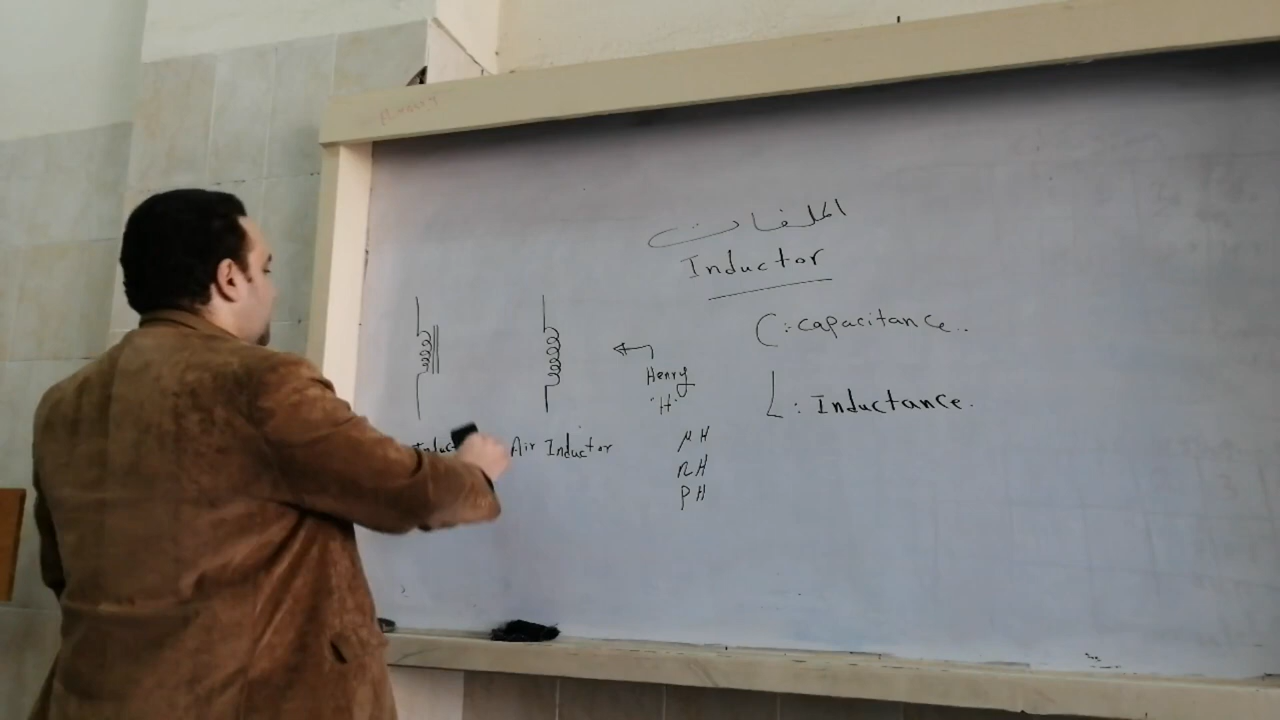 الملفات
Inductor
C: capacitance..
L: Inductance.
Henry
"H"
μH
nH
pH
Air Inductor